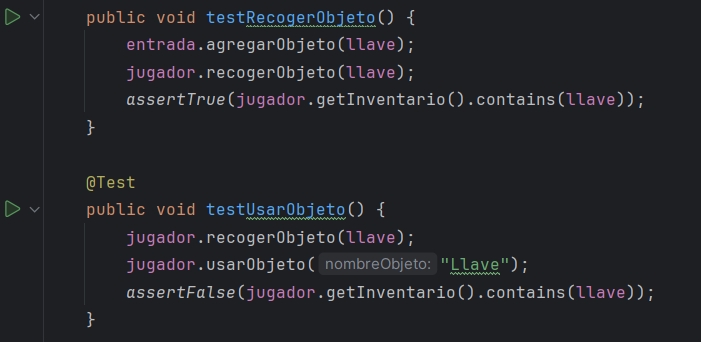 public void testRecogerObjeto() {
    entrada.agregarObjeto(llave);
    jugador.recogerObjeto(llave);
    assertTrue(jugador.getInventario().contains(llave));
}

@Test
public void testUsarObjeto() {
    jugador.recogerObjeto(llave);
    jugador.usarObjeto( nombreObjeto: "Llave");
    assertFalse(jugador.getInventario().contains(llave));
}